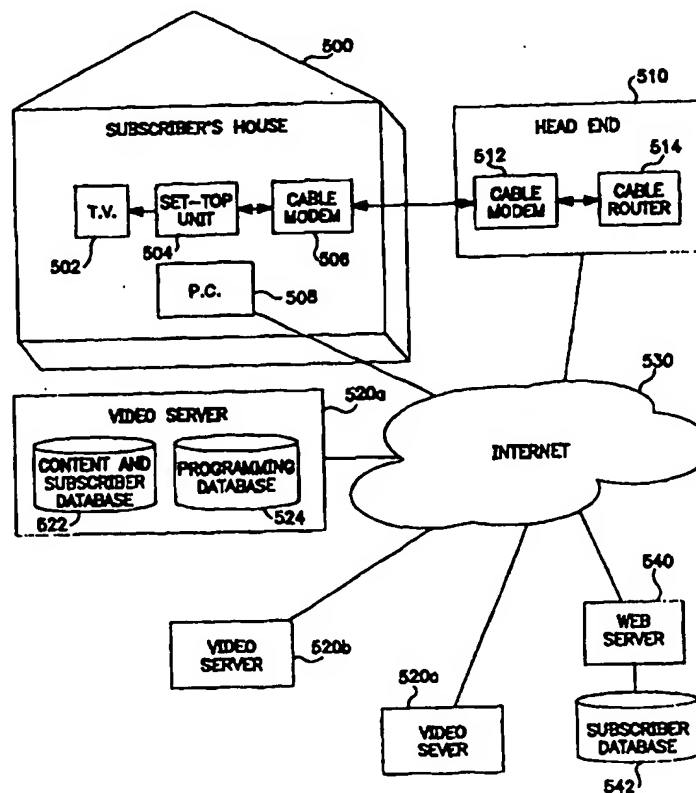 500
SUBSCRIBER'S HOUSE
T.V.
502
SET-TOP
UNIT
504
CABLE
MODEM
506
P.C.
508
510
HEAD END
512
CABLE
MODEM
514
CABLE
ROUTER
520a
VIDEO SERVER
CONTENT AND
SUBSCRIBER
DATABASE
522
PROGRAMMING
DATABASE
524
530
INTERNET
540
WEB
SERVER
VIDEO
SERVER
520b
520c
VIDEO
SEVER
SUBSCRIBER
DATABASE
542